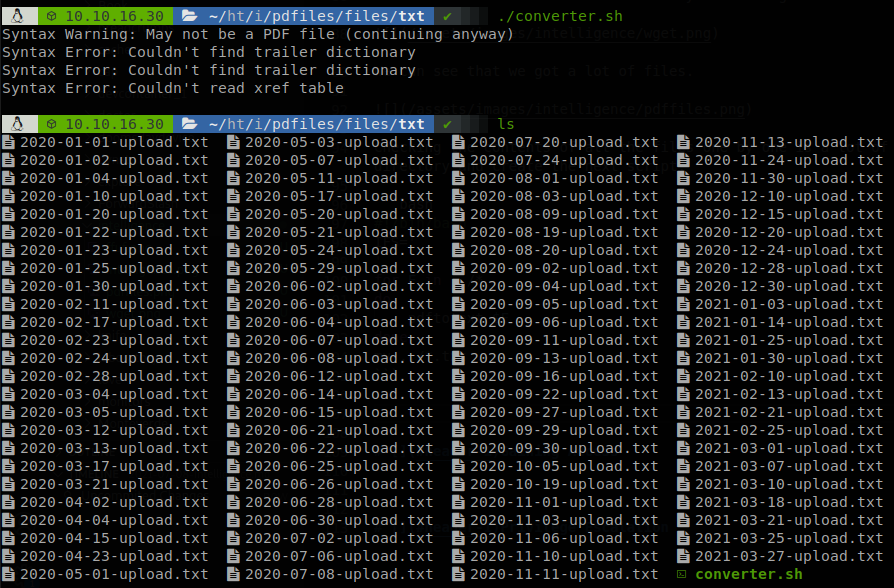 10.10.16.30 ~/ht/i/pdfiles/files/txt ✔ ./converter.sh
Syntax Warning: May not be a PDF file (continuing anyway)
Syntax Error: Couldn't find trailer dictionary
Syntax Error: Couldn't find trailer dictionary
Syntax Error: Couldn't read xref table
10.10.16.30 ~/ht/i/pdfiles/files/txt ✔ ls
2020-01-01-upload.txt 2020-05-03-upload.txt 2020-07-20-upload.txt 2020-11-13-upload.txt
2020-01-02-upload.txt 2020-05-07-upload.txt 2020-07-24-upload.txt 2020-11-24-upload.txt
2020-01-04-upload.txt 2020-05-11-upload.txt 2020-08-01-upload.txt 2020-11-30-upload.txt
2020-01-10-upload.txt 2020-05-17-upload.txt 2020-08-03-upload.txt 2020-12-10-upload.txt
2020-01-20-upload.txt 2020-05-20-upload.txt 2020-08-09-upload.txt 2020-12-15-upload.txt
2020-01-22-upload.txt 2020-05-21-upload.txt 2020-08-19-upload.txt 2020-12-20-upload.txt
2020-01-23-upload.txt 2020-05-24-upload.txt 2020-08-20-upload.txt 2020-12-24-upload.txt
2020-01-25-upload.txt 2020-05-29-upload.txt 2020-09-02-upload.txt 2020-12-28-upload.txt
2020-01-30-upload.txt 2020-06-02-upload.txt 2020-09-04-upload.txt 2020-12-30-upload.txt
2020-02-11-upload.txt 2020-06-03-upload.txt 2020-09-05-upload.txt 2021-01-03-upload.txt
2020-02-17-upload.txt 2020-06-04-upload.txt 2020-09-06-upload.txt 2021-01-14-upload.txt
2020-02-23-upload.txt 2020-06-07-upload.txt 2020-09-11-upload.txt 2021-01-25-upload.txt
2020-02-24-upload.txt 2020-06-08-upload.txt 2020-09-13-upload.txt 2021-01-30-upload.txt
2020-02-28-upload.txt 2020-06-12-upload.txt 2020-09-16-upload.txt 2021-02-10-upload.txt
2020-03-04-upload.txt 2020-06-14-upload.txt 2020-09-22-upload.txt 2021-02-13-upload.txt
2020-03-05-upload.txt 2020-06-15-upload.txt 2020-09-27-upload.txt 2021-02-21-upload.txt
2020-03-12-upload.txt 2020-06-21-upload.txt 2020-09-29-upload.txt 2021-02-25-upload.txt
2020-03-13-upload.txt 2020-06-22-upload.txt 2020-09-30-upload.txt 2021-03-01-upload.txt
2020-03-17-upload.txt 2020-06-25-upload.txt 2020-10-05-upload.txt 2021-03-07-upload.txt
2020-03-21-upload.txt 2020-06-26-upload.txt 2020-10-19-upload.txt 2021-03-10-upload.txt
2020-04-02-upload.txt 2020-06-28-upload.txt 2020-11-01-upload.txt 2021-03-18-upload.txt
2020-04-04-upload.txt 2020-06-30-upload.txt 2020-11-03-upload.txt 2021-03-21-upload.txt
2020-04-15-upload.txt 2020-07-02-upload.txt 2020-11-06-upload.txt 2021-03-25-upload.txt
2020-04-23-upload.txt 2020-07-06-upload.txt 2020-11-10-upload.txt 2021-03-27-upload.txt
2020-05-01-upload.txt 2020-07-08-upload.txt 2020-11-11-upload.txt converter.sh